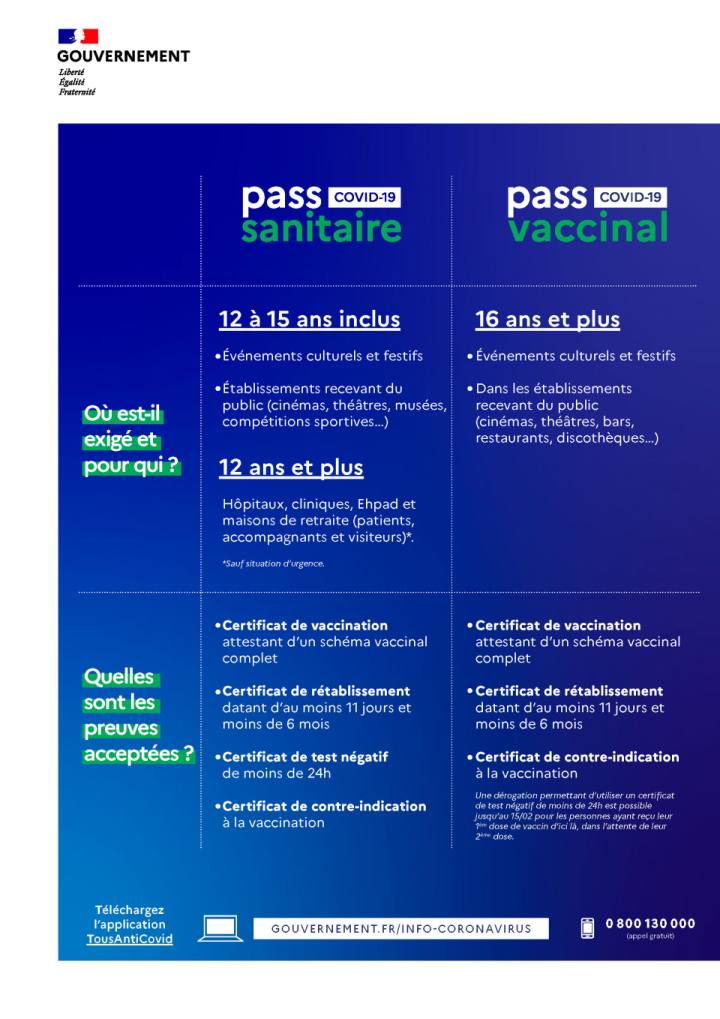 GOUVERNEMENT
Liberté
Égalité
Fraternité
pass COVID-19
sanitaire
pass COVID-19
vaccinal
Où est-il
exigé et
pour qui ?
12 à 15 ans inclus
•Événements culturels et festifs
•Établissements recevant du
public (cinémas, théâtres, musées,
compétitions sportives...)
12 ans et plus
Hôpitaux, cliniques, Ehpad et
maisons de retraite (patients,
accompagnants et visiteurs)*.
*Sauf situation d'urgence.
16 ans et plus
• Événements culturels et festifs
• Dans les établissements
recevant du public
(cinémas, théâtres, bars,
restaurants, discothèques...)
Quelles
sont les
preuves
acceptées ?
•Certificat de vaccination
attestant d'un schéma vaccinal
complet
•Certificat de rétablissement
datant d'au moins 11 jours et
moins de 6 mois
•Certificat de test négatif
de moins de 24h
•Certificat de contre-indication
à la vaccination
•Certificat de vaccination
attestant d'un schéma vaccinal
complet
•Certificat de rétablissement
datant d'au moins 11 jours et
moins de 6 mois
•Certificat de contre-indication
à la vaccination
Une dérogation permettant d'utiliser un certificat
de test négatif de moins de 24h est possible
jusqu'au 15/02 pour les personnes ayant reçu leur
1ère dose de vaccin d'ici là, dans l'attente de leur
2ème dose.
Téléchargez
l'application
TousAntiCovid
GOUVERNEMENT.FR/INFO-CORONAVIRUS
0 800 130 000
(appel gratuit)